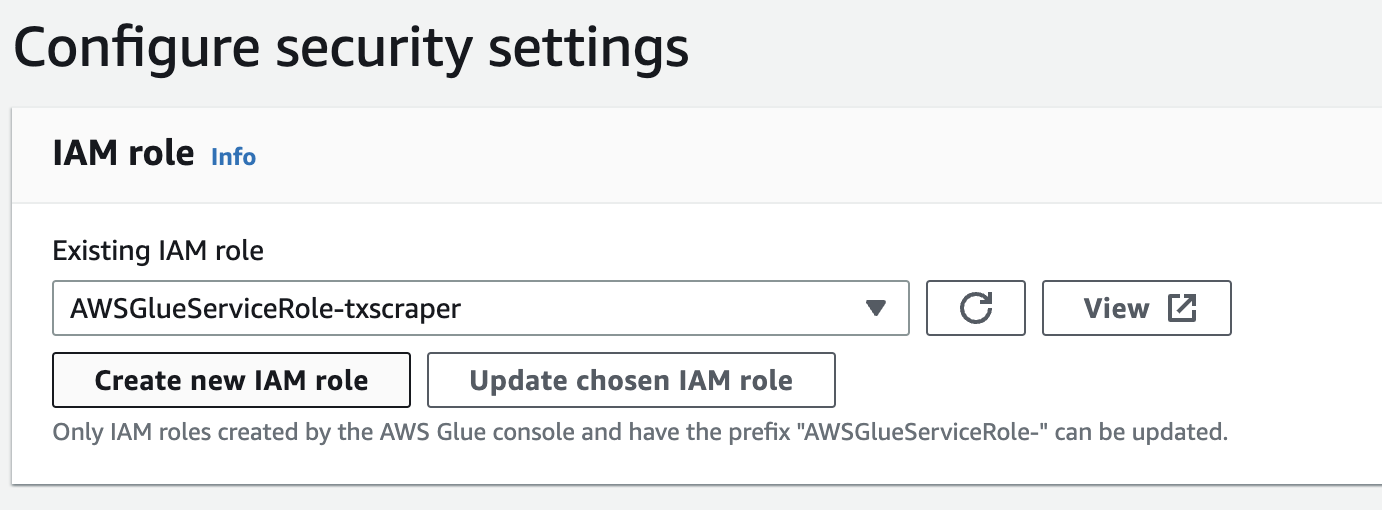 Configure security settings
IAM role Info
Existing IAM role
AWSGlueServiceRole-txscraper
View
Create new IAM role
Update chosen IAM role
Only IAM roles created by the AWS Glue console and have the prefix "AWSGlueServiceRole-" can be updated.